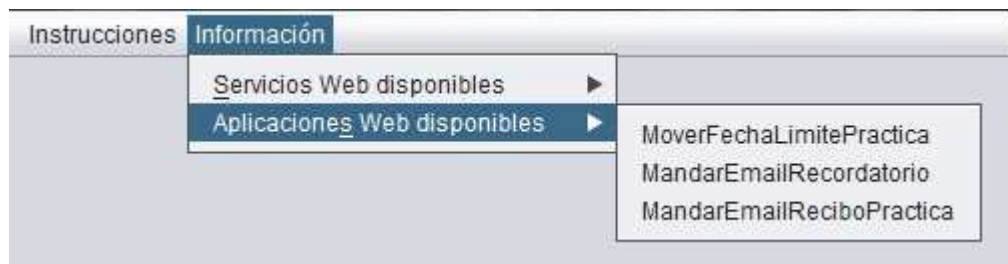 Instrucciones Información
Servicios Web disponibles
Aplicaciones Web disponibles
MoverFechaLimitePractica
MandarEmailRecordatorio
MandarEmailReciboPractica